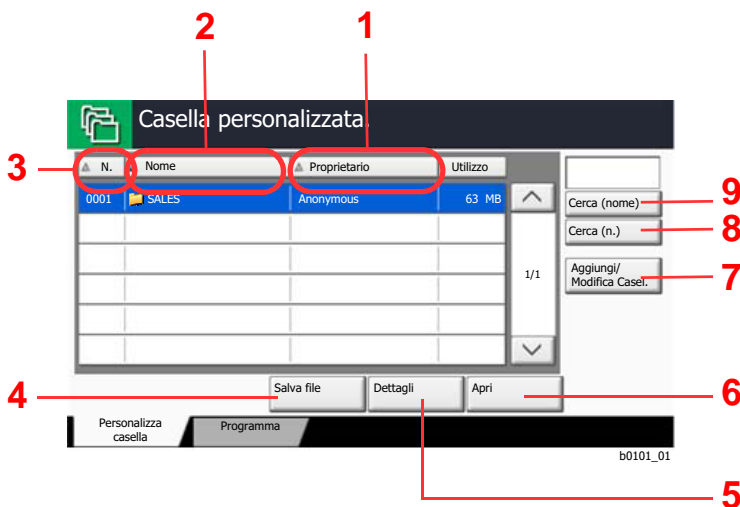 2
1
Casella personalizzata.
3
N.
Nome
Proprietario
Utilizzo
0001
SALES
Anonymous
63 MB
Cerca (nome)
9
Cerca (n.)
8
1/1
Aggiungi/
Modifica Casel.
7
4
Salva file
Dettagli
Apri
6
Personalizza
casella
Programma
b0101_01
5